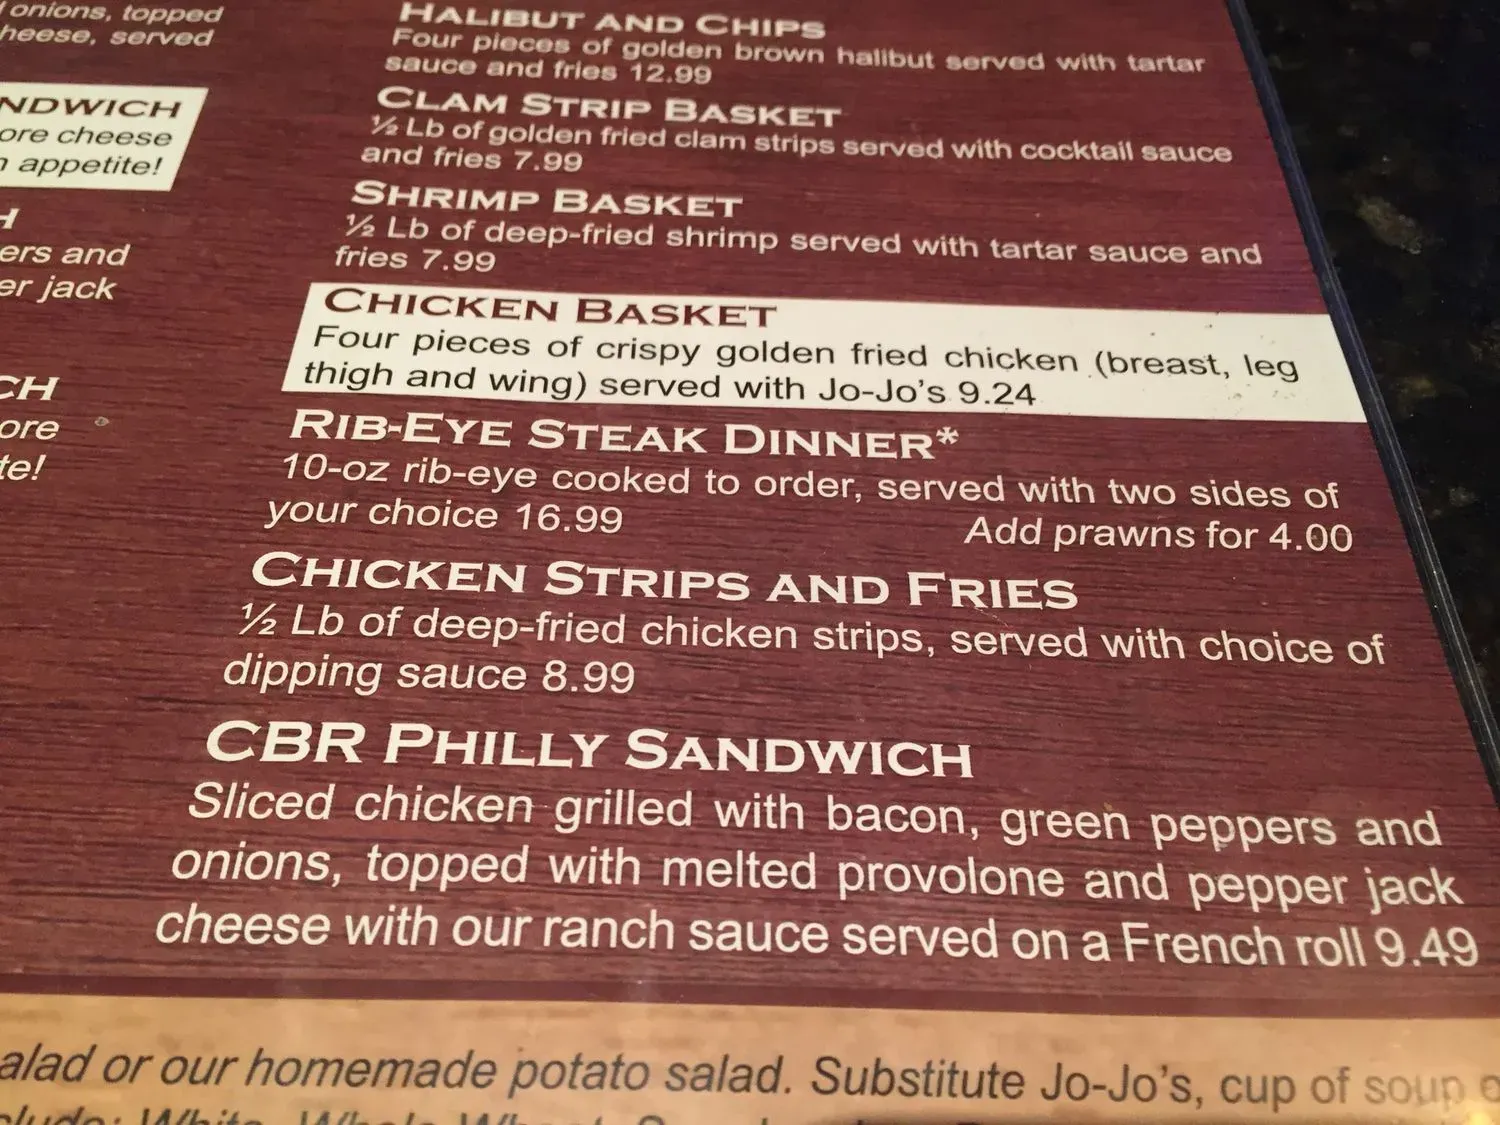 onions, topped
heese, served
NDWICH
ore cheese
appetite!
H
ers and
er jack
CH
ore
te!
HALIBUT AND CHIPS
Four pieces of golden brown halibut served with tartar
sauce and fries 12.99
CLAM STRIP BASKET
½ Lb of golden fried clam strips served with cocktail sauce
and fries 7.99
SHRIMP BASKET
½ Lb of deep-fried shrimp served with tartar sauce and
fries 7.99
CHICKEN BASKET
Four pieces of crispy golden fried chicken (breast, leg
thigh and wing) served with Jo-Jo's 9.24
RIB-EYE STEAK DINNER*
10-oz rib-eye cooked to order, served with two sides of
your choice 16.99 Add prawns for 4.00
CHICKEN STRIPS AND FRIES
½ Lb of deep-fried chicken strips, served with choice of
dipping sauce 8.99
CBR PHILLY SANDWICH
Sliced chicken grilled with bacon, green peppers and
onions, topped with melted provolone and pepper jack
cheese with our ranch sauce served on a French roll 9.49
alad or our homemade potato salad. Substitute Jo-Jo's, cup of soup